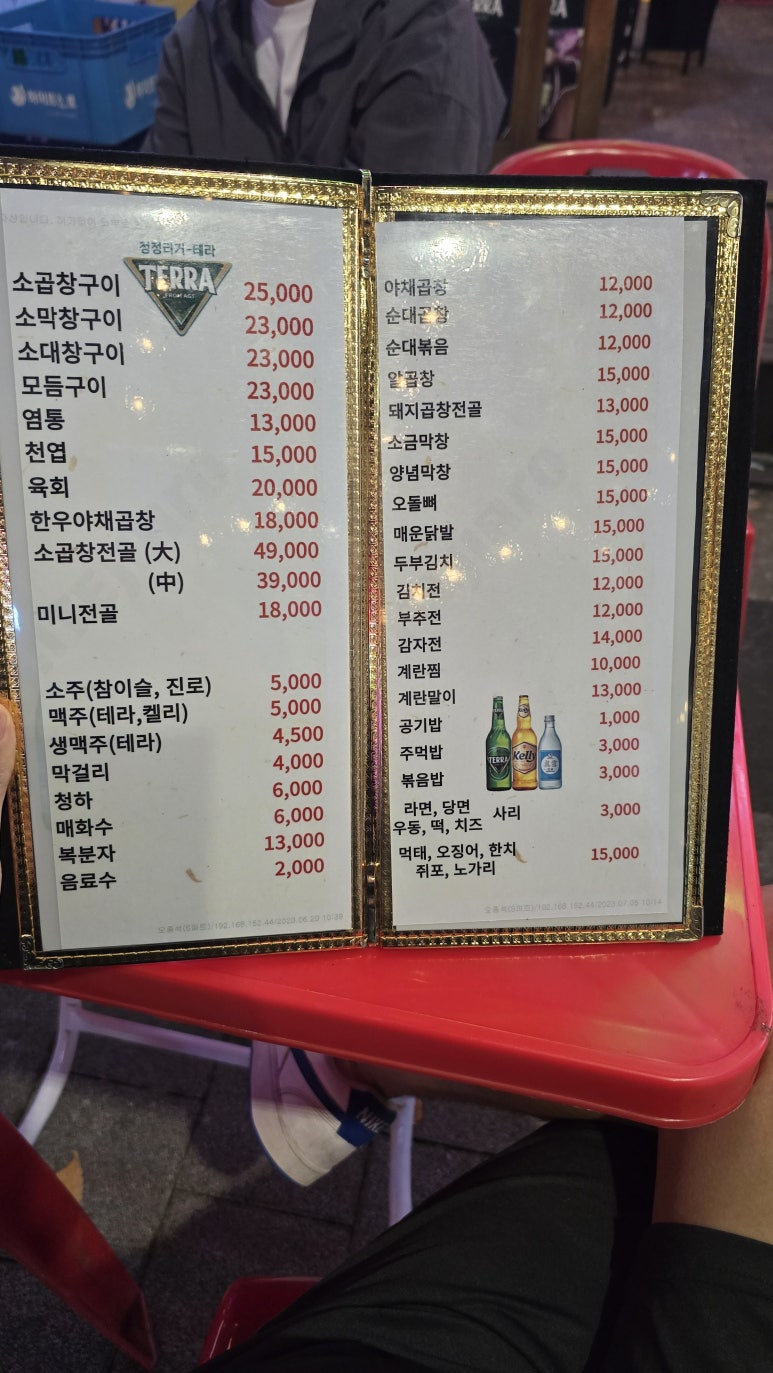 하이트진로
청정라거-테라
TERRA
소곱창구이 25,000
소막창구이 23,000
소대창구이 23,000
모듬구이 23,000
염통 13,000
천엽 15,000
육회 20,000
한우야채곱창 18,000
소곱창전골 (大) 49,000
(中) 39,000
미니전골 18,000
소주(참이슬, 진로) 5,000
맥주(테라,켈리) 5,000
생맥주(테라) 4,500
막걸리 4,000
청하 6,000
매화수 6,000
복분자 13,000
음료수 2,000
야채곱창 12,000
순대곱창 12,000
순대볶음 12,000
알곱창 15,000
돼지곱창전골 13,000
소금막창 15,000
양념막창 15,000
오돌뼈 15,000
매운닭발 15,000
두부김치 15,000
김치전 12,000
부추전 12,000
감자전 14,000
계란찜 10,000
계란말이 13,000
공기밥 1,000
주먹밥 3,000
볶음밥 3,000
TERRA
Kelly
라면, 당면
우동, 떡, 치즈 사리 3,000
먹태, 오징어, 한치
쥐포, 노가리 15,000
NIKE